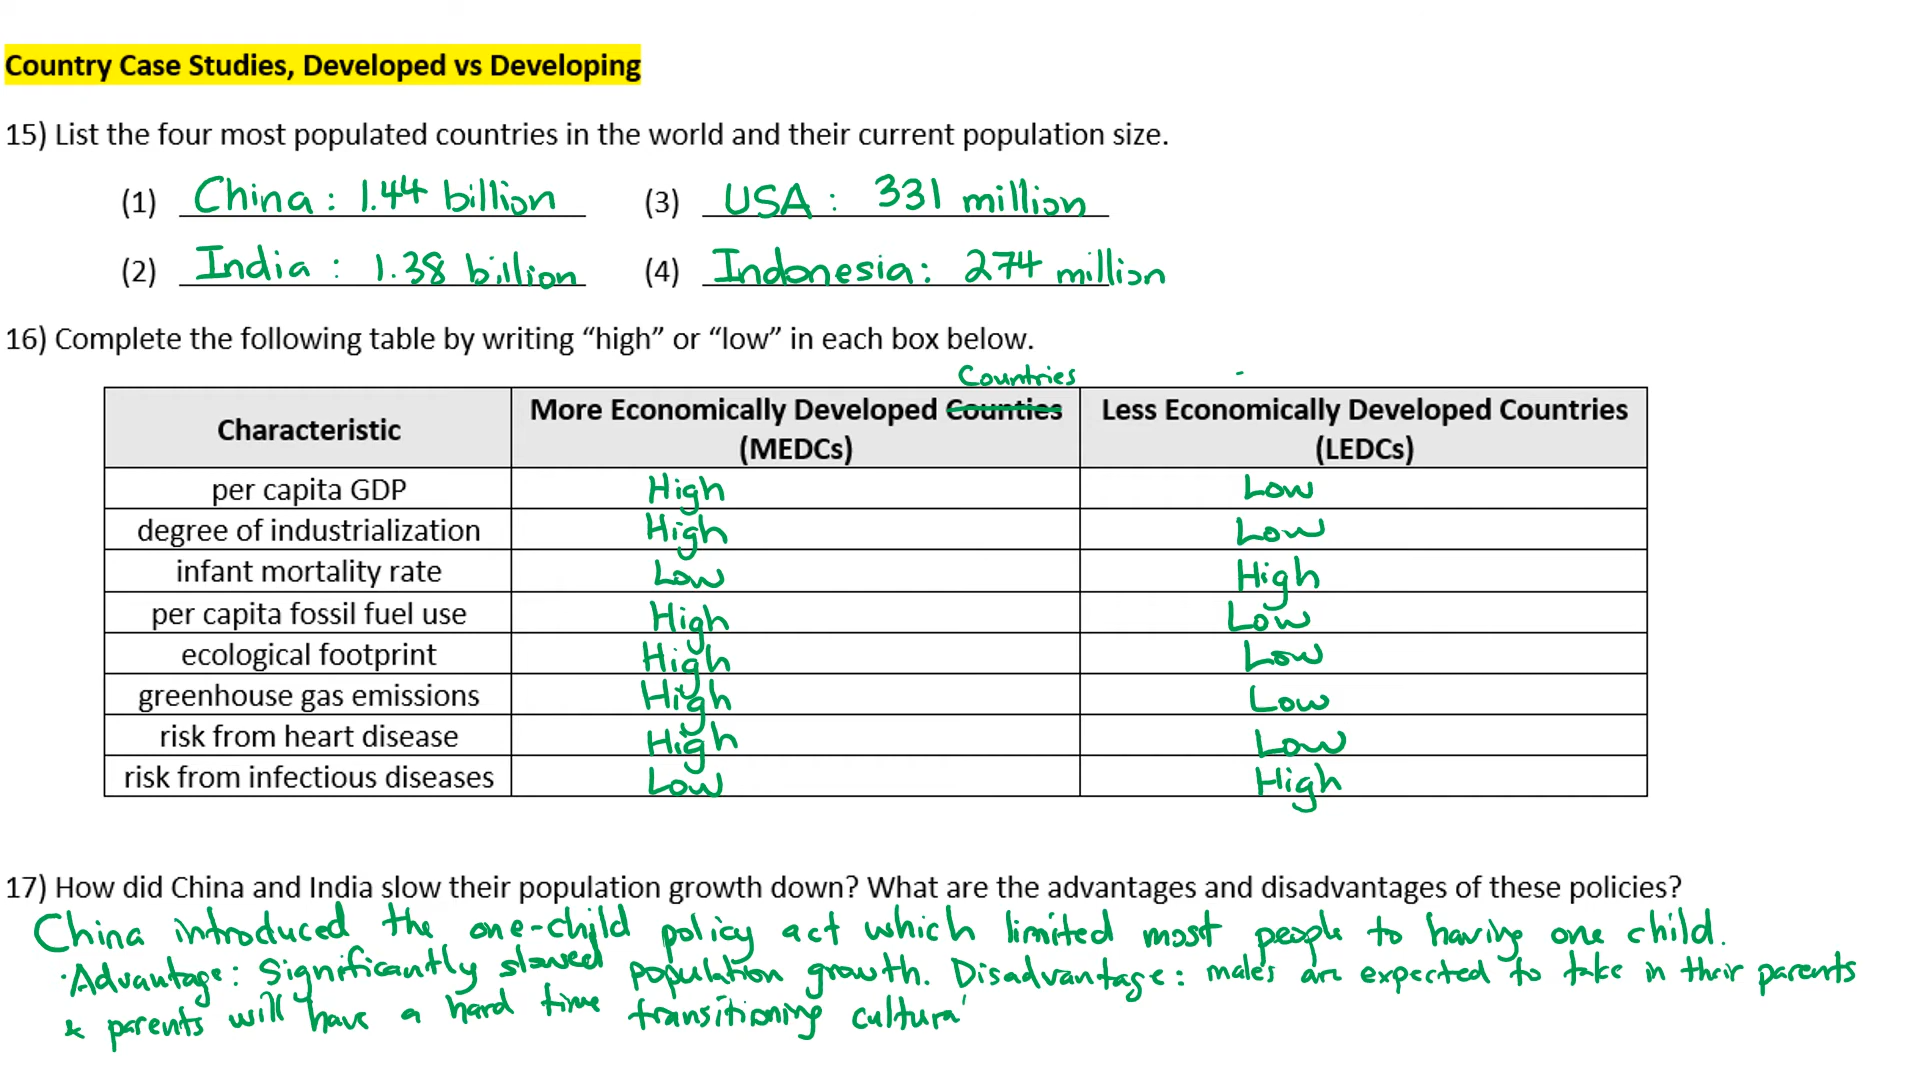 Country Case Studies, Developed vs Developing
15) List the four most populated countries in the world and their current population size.
(1) China : 1.44 billion (3) USA : 331 million
(2) India : 1.38 billion (4) Indonesia: 274 million
16) Complete the following table by writing “high” or “low” in each box below.
Countries
Characteristic More Economically Developed Counties (MEDCs) Less Economically Developed Countries (LEDCs)
per capita GDP High Low
degree of industrialization High Low
infant mortality rate Low High
per capita fossil fuel use High Low
ecological footprint High Low
greenhouse gas emissions High Low
risk from heart disease High Low
risk from infectious diseases Low High
17) How did China and India slow their population growth down? What are the advantages and disadvantages of these policies?
China introduced the one-child policy act which limited most people to having one child.
·Advantage: Significantly slowed population growth. Disadvantage: males are expected to take in their parents
& parents will have a hard time transitioning cultura